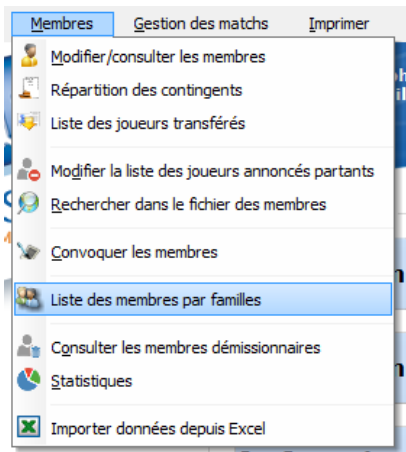 Membres Gestion des matchs Imprimer
Modifier/consulter les membres
Répartition des contingents
Liste des joueurs transférés
Modifier la liste des joueurs annoncés partants
Rechercher dans le fichier des membres
Convoquer les membres
Liste des membres par familles
Consulter les membres démissionnaires
Statistiques
Importer données depuis Excel